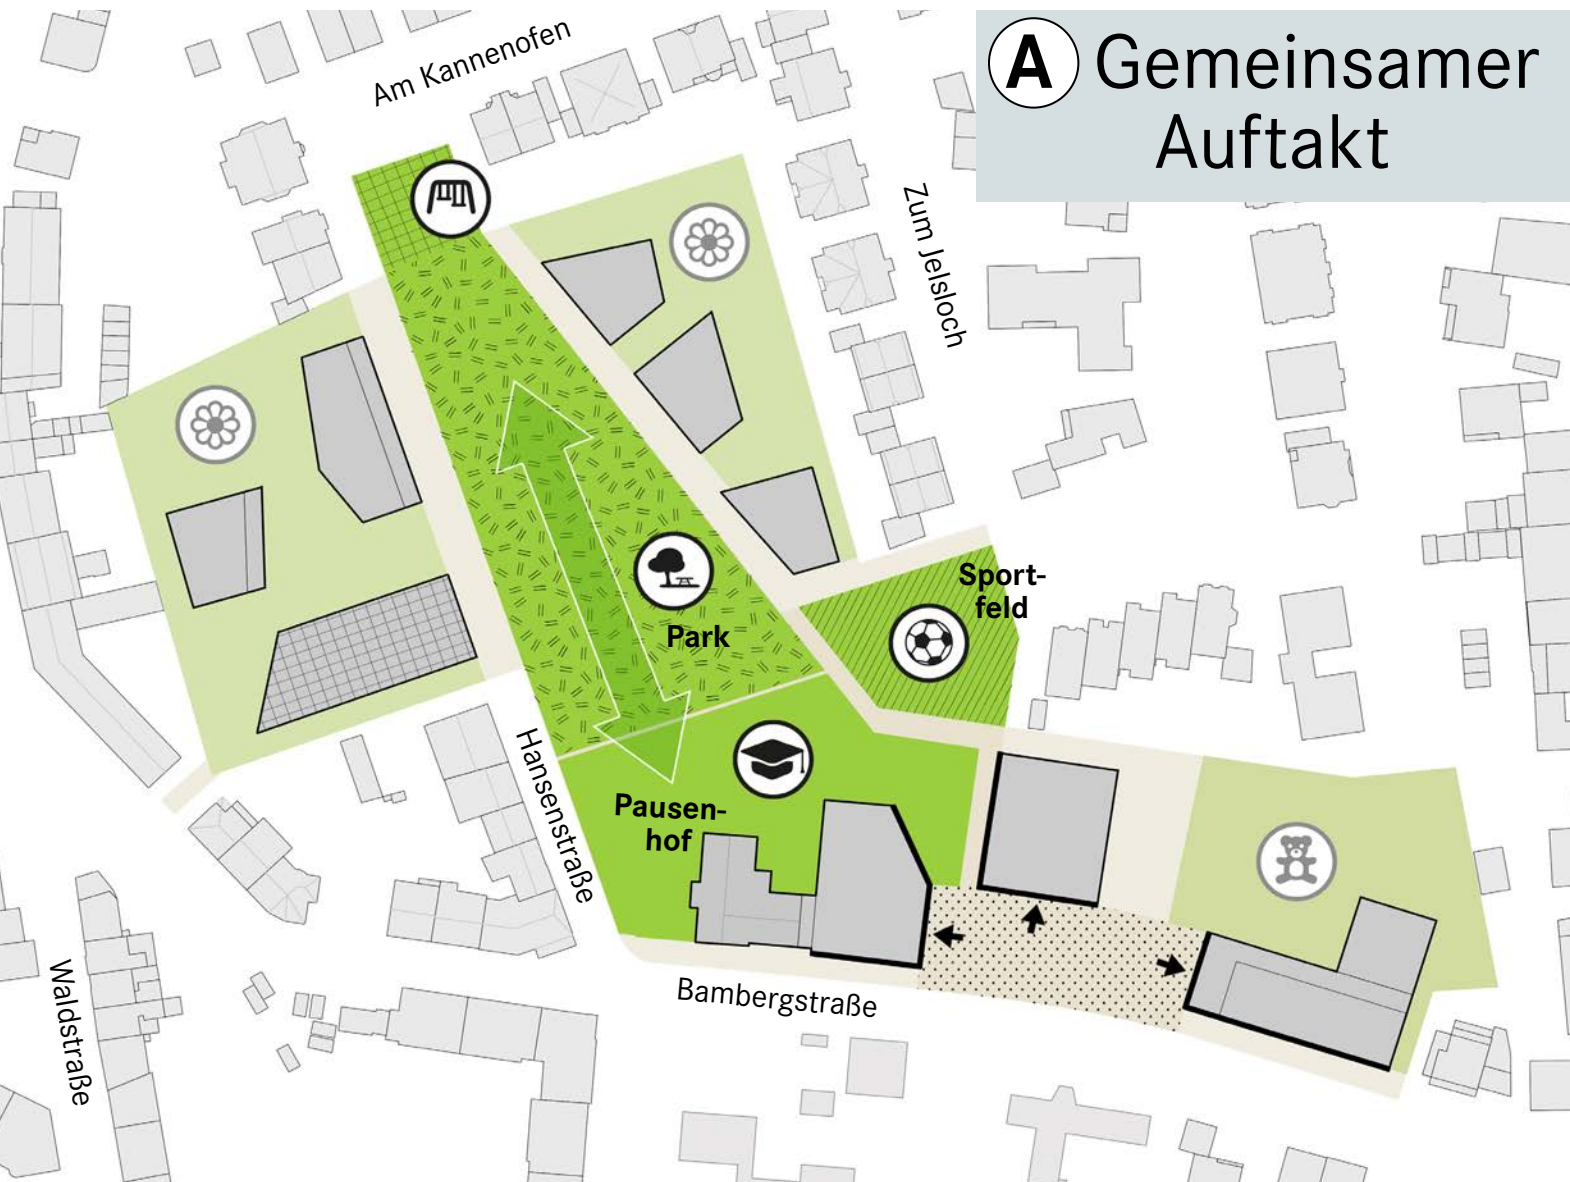 A Gemeinsamer
Auftakt
Am Kannenofen
Zum Jelsloch
Sport-
feld
Park
Hansenstraße
Pausen-
hof
Bambergstraße
Waldstraße